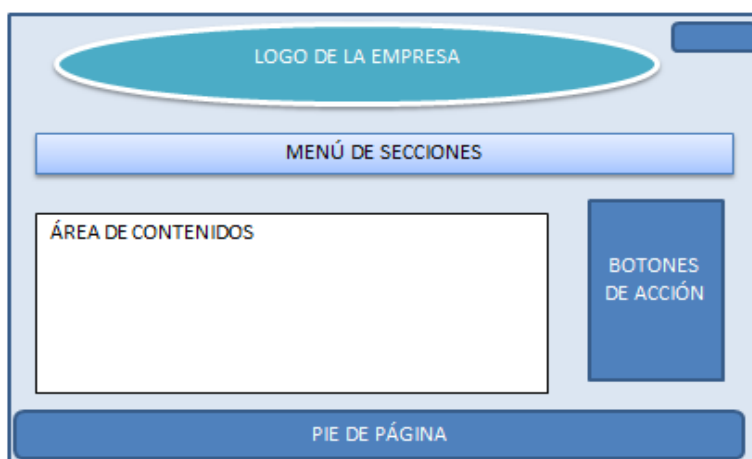 LOGO DE LA EMPRESA
MENÚ DE SECCIONES
ÁREA DE CONTENIDOS
BOTONES
DE ACCIÓN
PIE DE PÁGINA